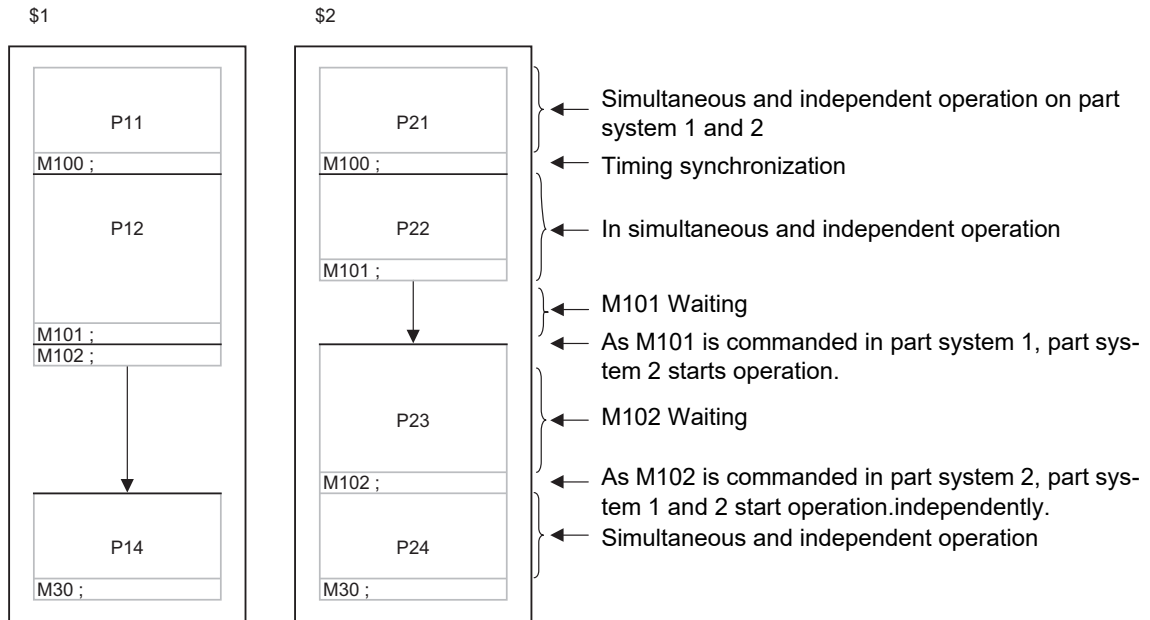 $1
$2
P11
M100 ;
P12
M101 ;
M102 ;
P14
M30 ;
P21
M100 ;
P22
M101 ;
P23
M102 ;
P24
M30 ;
Simultaneous and independent operation on part
system 1 and 2
Timing synchronization
In simultaneous and independent operation
M101 Waiting
As M101 is commanded in part system 1, part sys-
tem 2 starts operation.
M102 Waiting
As M102 is commanded in part system 2, part sys-
tem 1 and 2 start operation.independently.
Simultaneous and independent operation